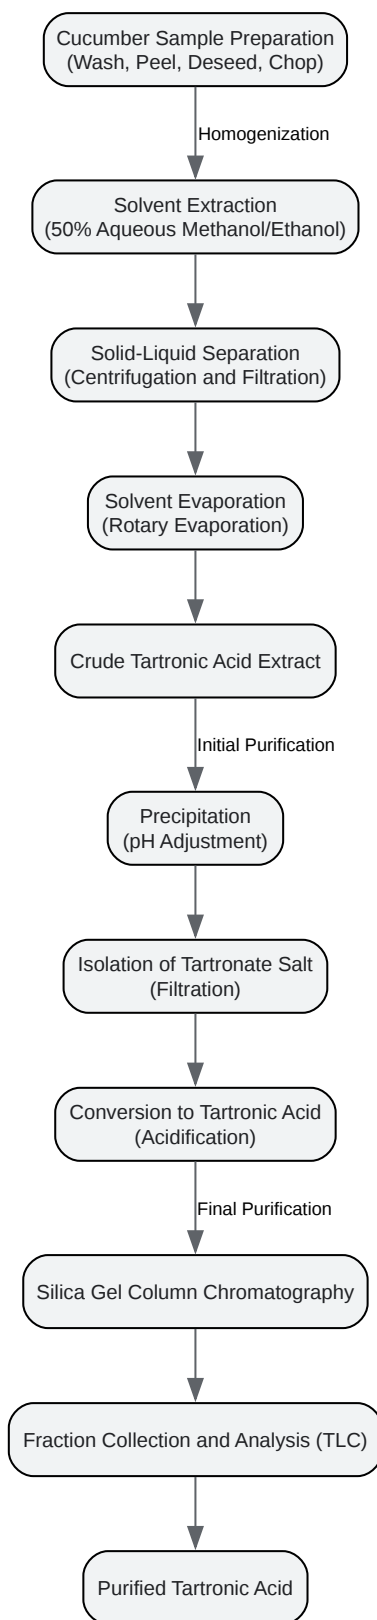 Cucumber Sample Preparation
(Wash, Peel, Deseed, Chop)
Homogenization
Solvent Extraction
(50% Aqueous Methanol/Ethanol)
Solid-Liquid Separation
(Centrifugation and Filtration)
Solvent Evaporation
(Rotary Evaporation)
Crude Tartronic Acid Extract
Initial Purification
Precipitation
(pH Adjustment)
Isolation of Tartronate Salt
(Filtration)
Conversion to Tartronic Acid
(Acidification)
Final Purification
Silica Gel Column Chromatography
Fraction Collection and Analysis (TLC)
Purified Tartronic Acid